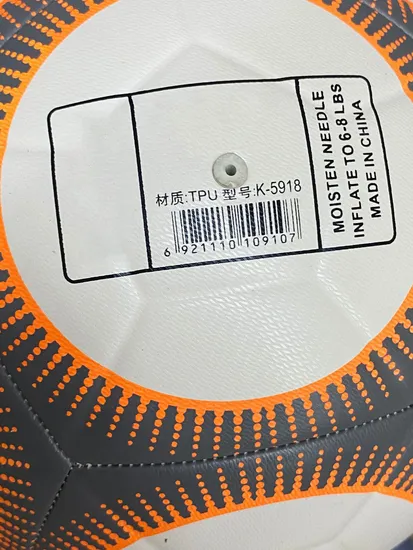 材质:TPU 型号:K-5918
6 921110 109107
MOISTEN NEEDLE
INFLATE TO 6-8 LBS
MADE IN CHINA